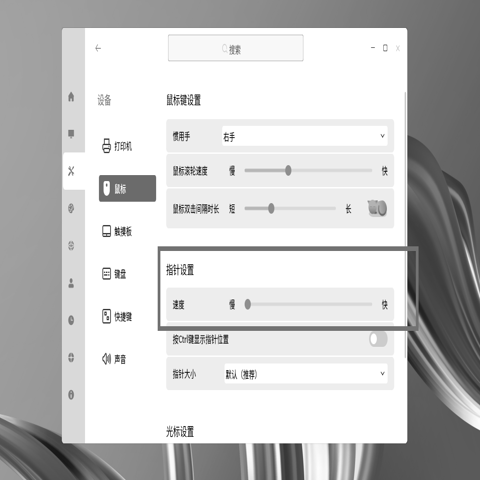 搜索
设备
打印机
鼠标
触摸板
键盘
快捷键
声音
鼠标键设置
惯用手 右手
鼠标滚轮速度 慢 快
鼠标双击间隔时长 短 长
指针设置
速度 慢 快
按Ctrl键显示指针位置
指针大小 默认（推荐）
光标设置